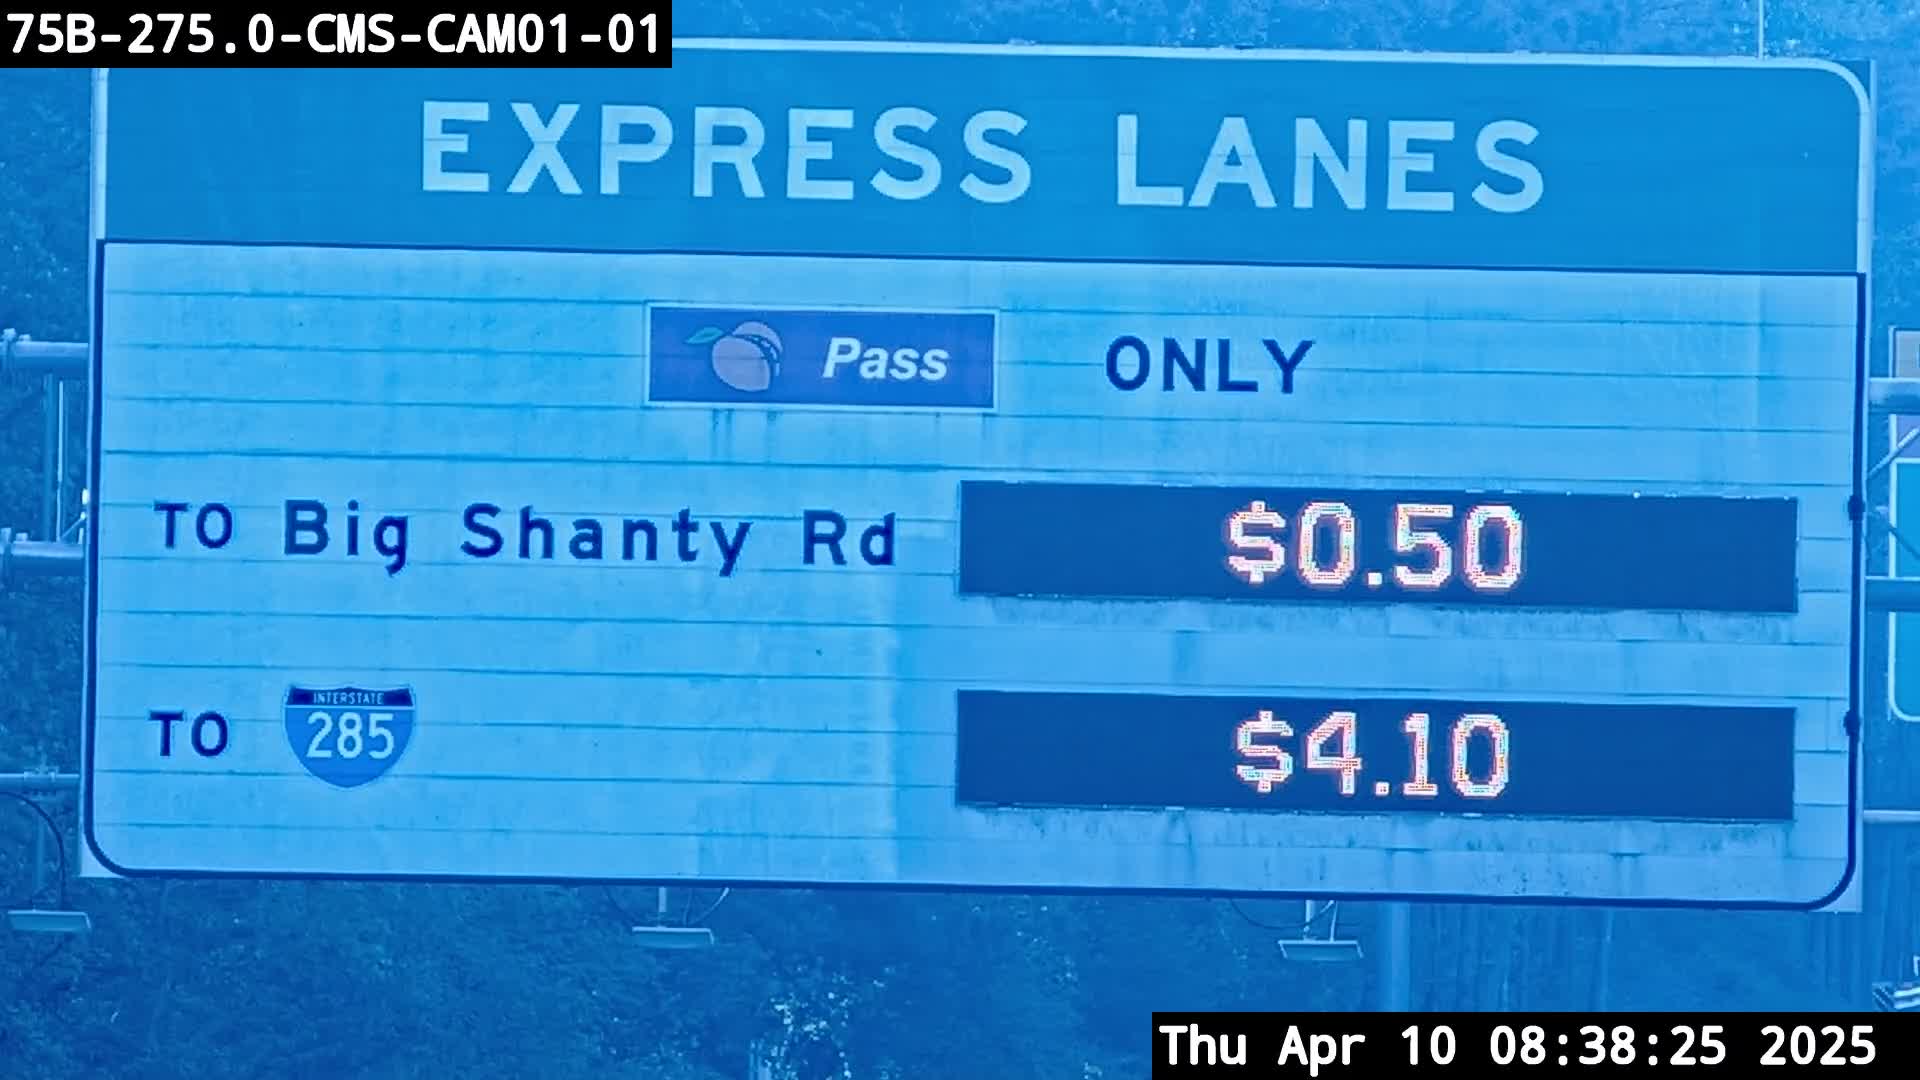 75B-275.0-CMS-CAM01-01
EXPRESS LANES
Pass ONLY
TO Big Shanty Rd $0.50
TO INTERSTATE 285 $4.10
Thu Apr 10 08:38:25 2025